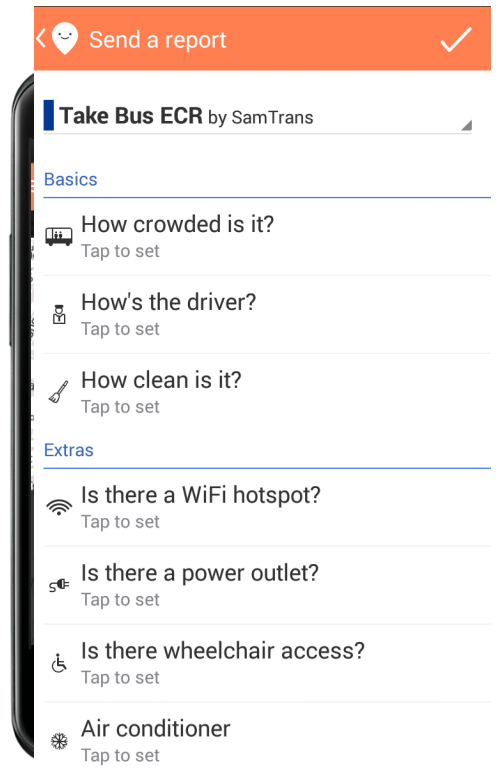 Send a report
Take Bus ECR by SamTrans
Basics
How crowded is it?
Tap to set
How's the driver?
Tap to set
How clean is it?
Tap to set
Extras
Is there a WiFi hotspot?
Tap to set
Is there a power outlet?
Tap to set
Is there wheelchair access?
Tap to set
Air conditioner
Tap to set